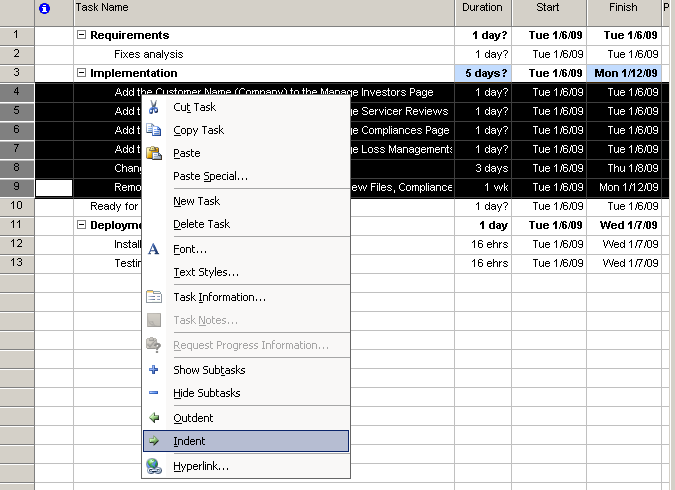 Task Name Duration Start Finish P
1 Requirements 1 day? Tue 1/6/09 Tue 1/6/09
2 Fixes analysis 1 day? Tue 1/6/09 Tue 1/6/09
3 Implementation 5 days? Tue 1/6/09 Mon 1/12/09
4 Add the Customer Name (Company) to the Manage Investors Page 1 day? Tue 1/6/09 Tue 1/6/09
5 Add t ge Servicer Reviews 1 day? Tue 1/6/09 Tue 1/6/09
6 Add t ge Compliances Page 1 day? Tue 1/6/09 Tue 1/6/09
7 Add t ge Loss Managements 1 day? Tue 1/6/09 Tue 1/6/09
8 Chang 3 days Tue 1/6/09 Thu 1/8/09
9 Remo ew Files, Compliance 1 wk Tue 1/6/09 Mon 1/12/09
10 Ready for 1 day? Tue 1/6/09 Tue 1/6/09
11 Deployme 1 day Tue 1/6/09 Wed 1/7/09
12 Install 16 ehrs Tue 1/6/09 Wed 1/7/09
13 Testin 16 ehrs Tue 1/6/09 Wed 1/7/09
Cut Task
Copy Task
Paste
Paste Special...
New Task
Delete Task
Font...
Text Styles...
Task Information...
Task Notes...
Request Progress Information...
Show Subtasks
Hide Subtasks
Outdent
Indent
Hyperlink...